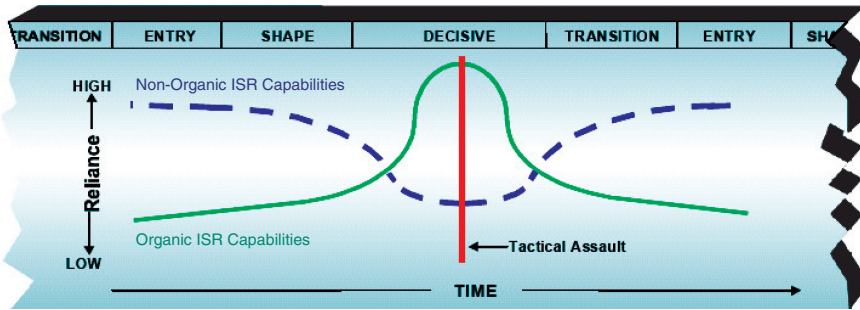 TRANSITION ENTRY SHAPE DECISIVE TRANSITION ENTRY SHA
HIGH
Non-Organic ISR Capabilities
Reliance
Organic ISR Capabilities
LOW
Tactical Assault
TIME